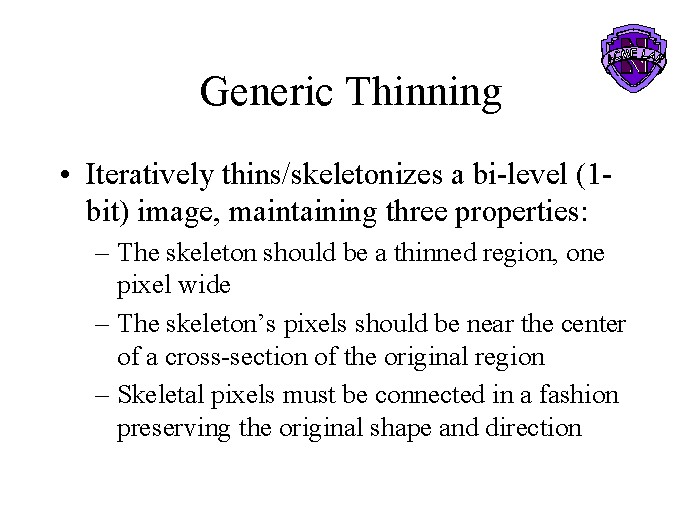 Generic Thinning
• Iteratively thins/skeletonizes a bi-level (1-
bit) image, maintaining three properties:
– The skeleton should be a thinned region, one
pixel wide
– The skeleton’s pixels should be near the center
of a cross-section of the original region
– Skeletal pixels must be connected in a fashion
preserving the original shape and direction